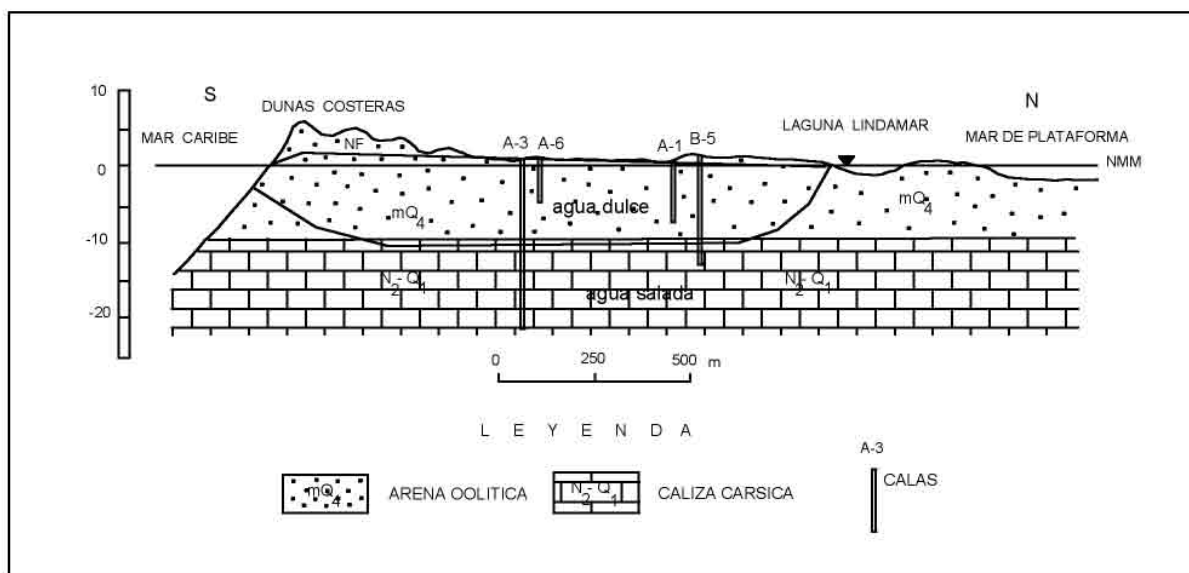 10
S
N
DUNAS COSTERAS
MAR CARIBE
LAGUNA LINDAMAR
MAR DE PLATAFORMA
NF
A-3
A-6
A-1
B-5
NMM
0
mQ4
agua dulce
mQ4
-10
N2-Q1
agua salada
N2-Q1
-20
0 250 500 m
L E Y E N D A
mQ4 ARENA OOLITICA
N2-Q1 CALIZA CARSICA
A-3
CALAS